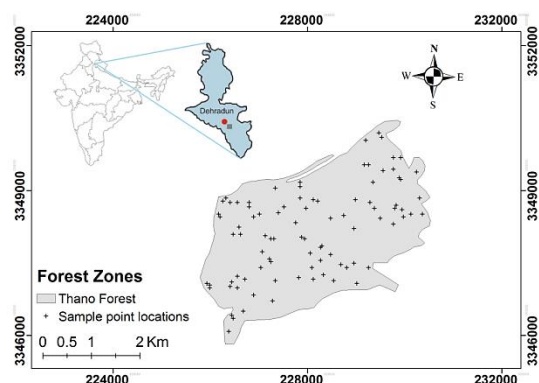 224000 228000 232000
3352000 3352000
N
W E
S
Dehradun
3349000 3349000
Forest Zones
Thano Forest
Sample point locations
0 0.5 1 2 Km
3346000 3346000
224000 228000 232000